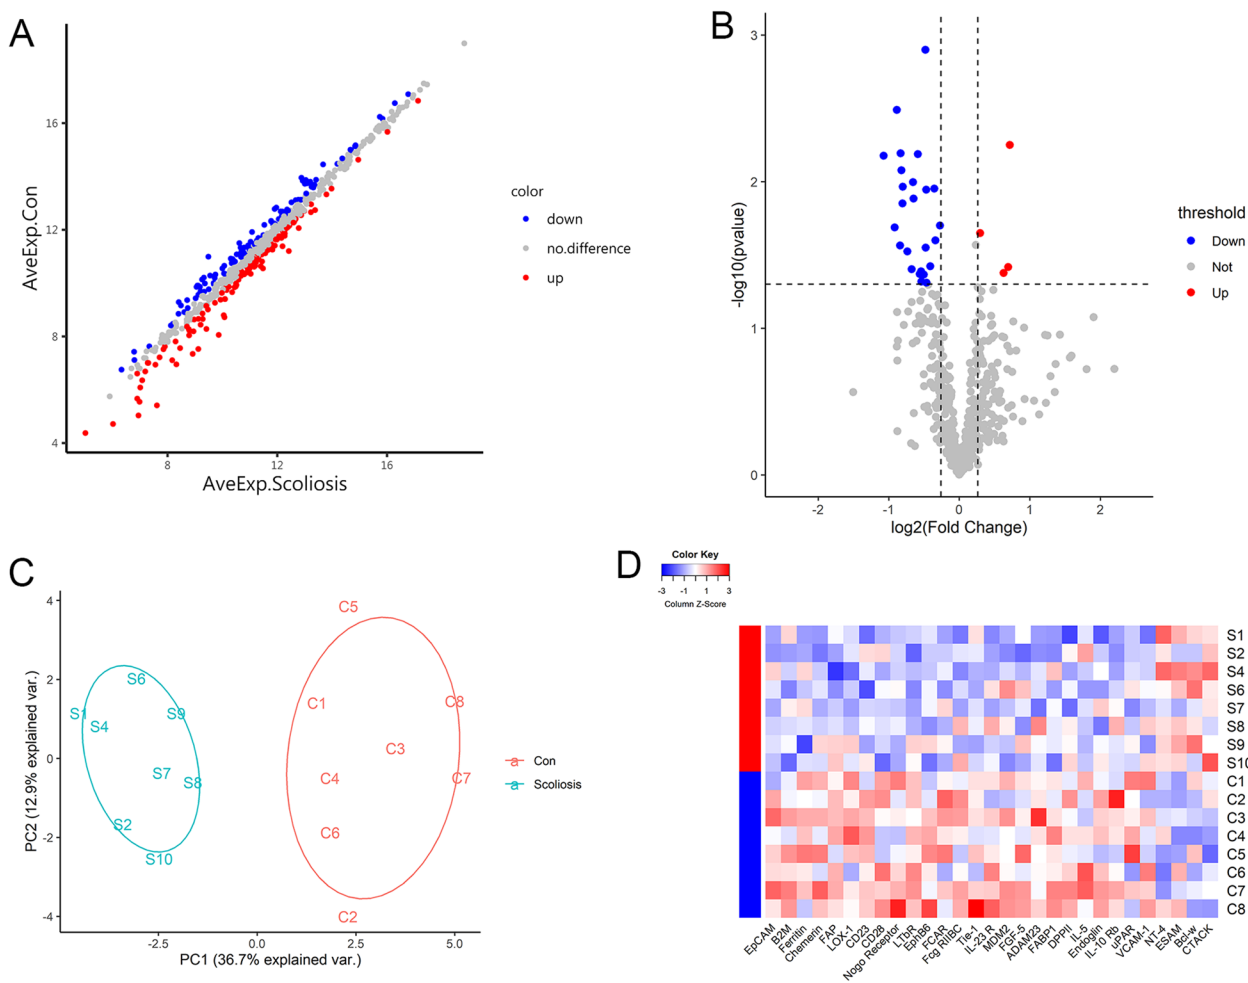 A
AveExp.Con
16
12
8
4
8
12
16
AveExp.Scoliosis
color
down
no.difference
up
B
-log10(pvalue)
3
2
1
0
-2
-1
0
1
2
log2(Fold Change)
threshold
Down
Not
Up
C
PC2 (12.9% explained var.)
4
2
0
-2
-4
-2.5
0.0
2.5
5.0
PC1 (36.7% explained var.)
C5
S6
S1
S9
S4
C1
C8
C3
S7
S8
C4
C7
S2
C6
S10
C2
a Con
a Scoliosis
D
Color Key
-3 -1 1 3
Column Z-Score
S1
S2
S4
S6
S7
S8
S9
S10
C1
C2
C3
C4
C5
C6
C7
C8
EpCAM
B2M
Ferritin
Chemerin
FAP
LOX-1
CD23
CD28
Nogo Receptor
LTbR
EphB6
FCAR
Fcg RIIBC
Tie-1
IL-23 R
MDM2
FGF-5
ADAM23
FABP1
DPPII
IL-5
Endoglin
IL-10 Rb
uPAR
VCAM-1
NT-4
ESAM
Bcl-w
CTACK